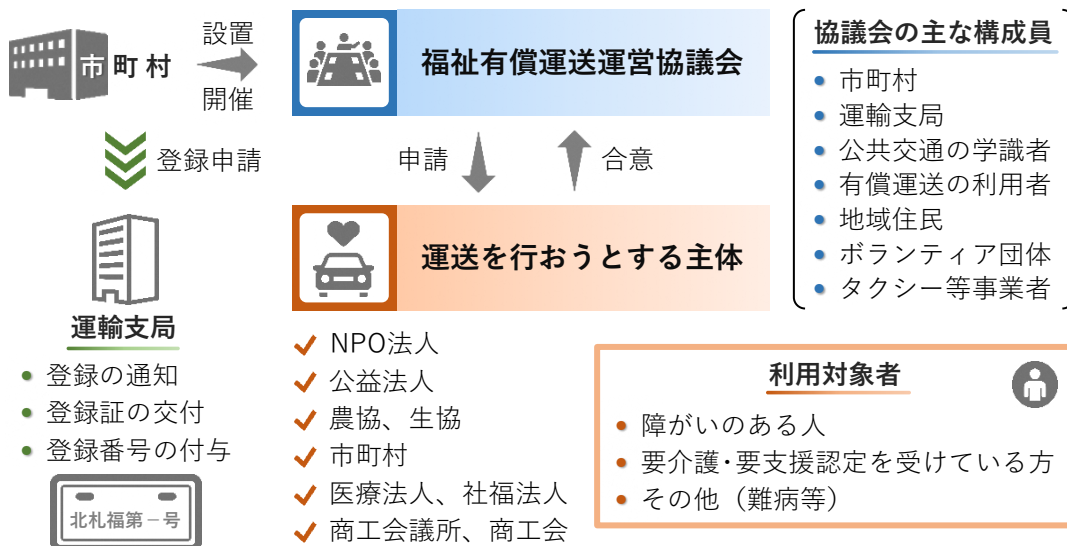 市町村
設置
開催
福祉有償運送運営協議会
登録申請
申請
合意
運送を行おうとする主体
協議会の主な構成員
市町村
運輸支局
公共交通の学識者
有償運送の利用者
地域住民
ボランティア団体
タクシー等事業者
運輸支局
登録の通知
登録証の交付
登録番号の付与
北札福第－号
NPO法人
公益法人
農協、生協
市町村
医療法人、社福法人
商工会議所、商工会
利用対象者
障がいのある人
要介護・要支援認定を受けている方
その他（難病等）